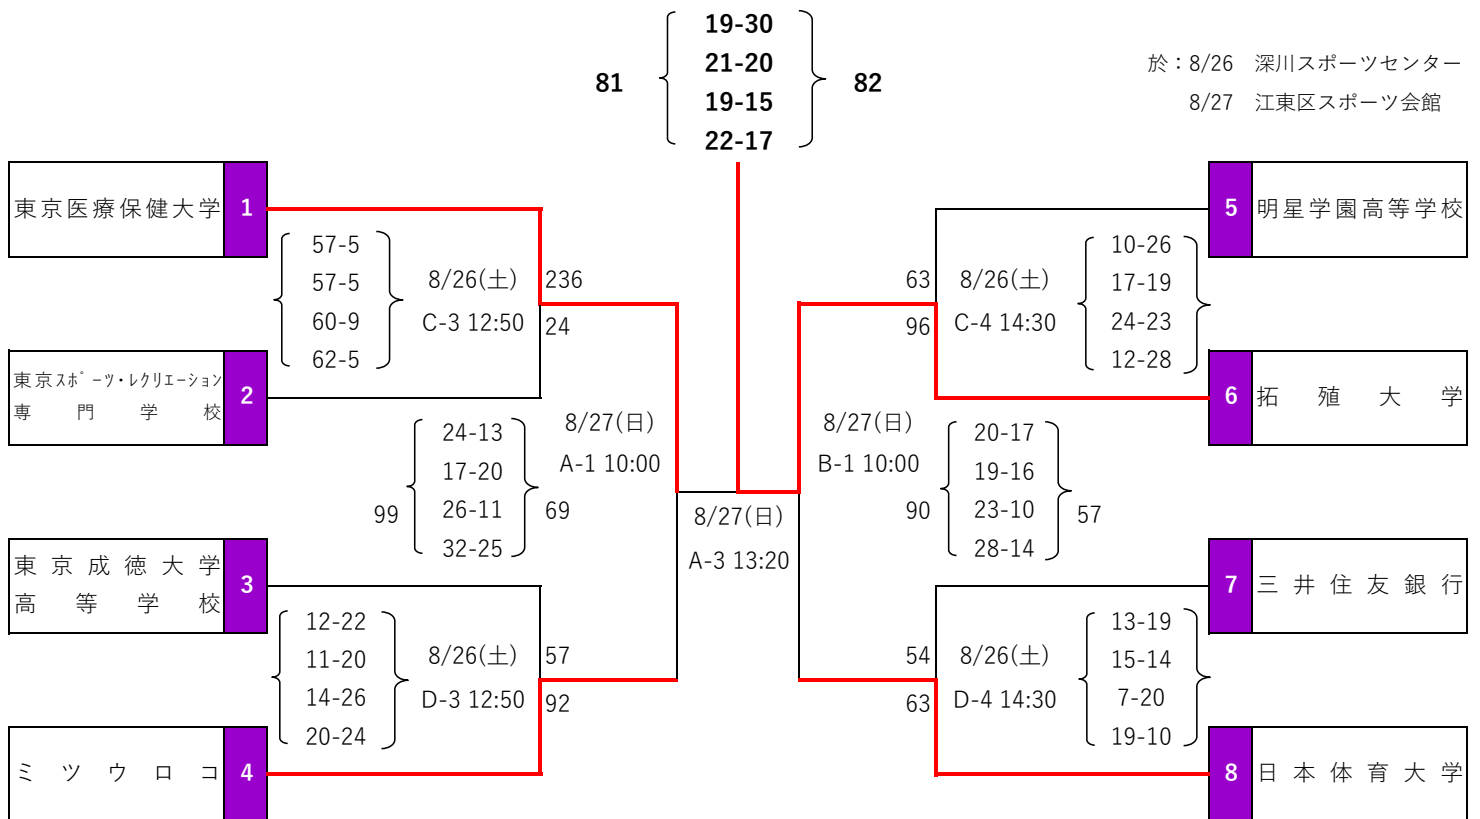 19-30
21-20
81 82
19-15
22-17
於：8/26 深川スポーツセンター
8/27 江東区スポーツ会館
東京医療保健大学 1
57-5
57-5
60-9
62-5
8/26(土)
C-3 12:50
236
24
東京ｽﾎﾟｰﾂ・ﾚｸﾘｴｰｼｮﾝ
専門学校
2
24-13
17-20
26-11
32-25
99
69
8/27(日)
A-1 10:00
東京成徳大学
高等学校
3
12-22
11-20
14-26
20-24
8/26(土)
D-3 12:50
57
92
ミツウロコ 4
8/27(日)
A-3 13:20
5 明星学園高等学校
63
96
8/26(土)
C-4 14:30
10-26
17-19
24-23
12-28
6 拓殖大学
8/27(日)
B-1 10:00
20-17
19-16
23-10
28-14
90
57
7 三井住友銀行
54
63
8/26(土)
D-4 14:30
13-19
15-14
7-20
19-10
8 日本体育大学